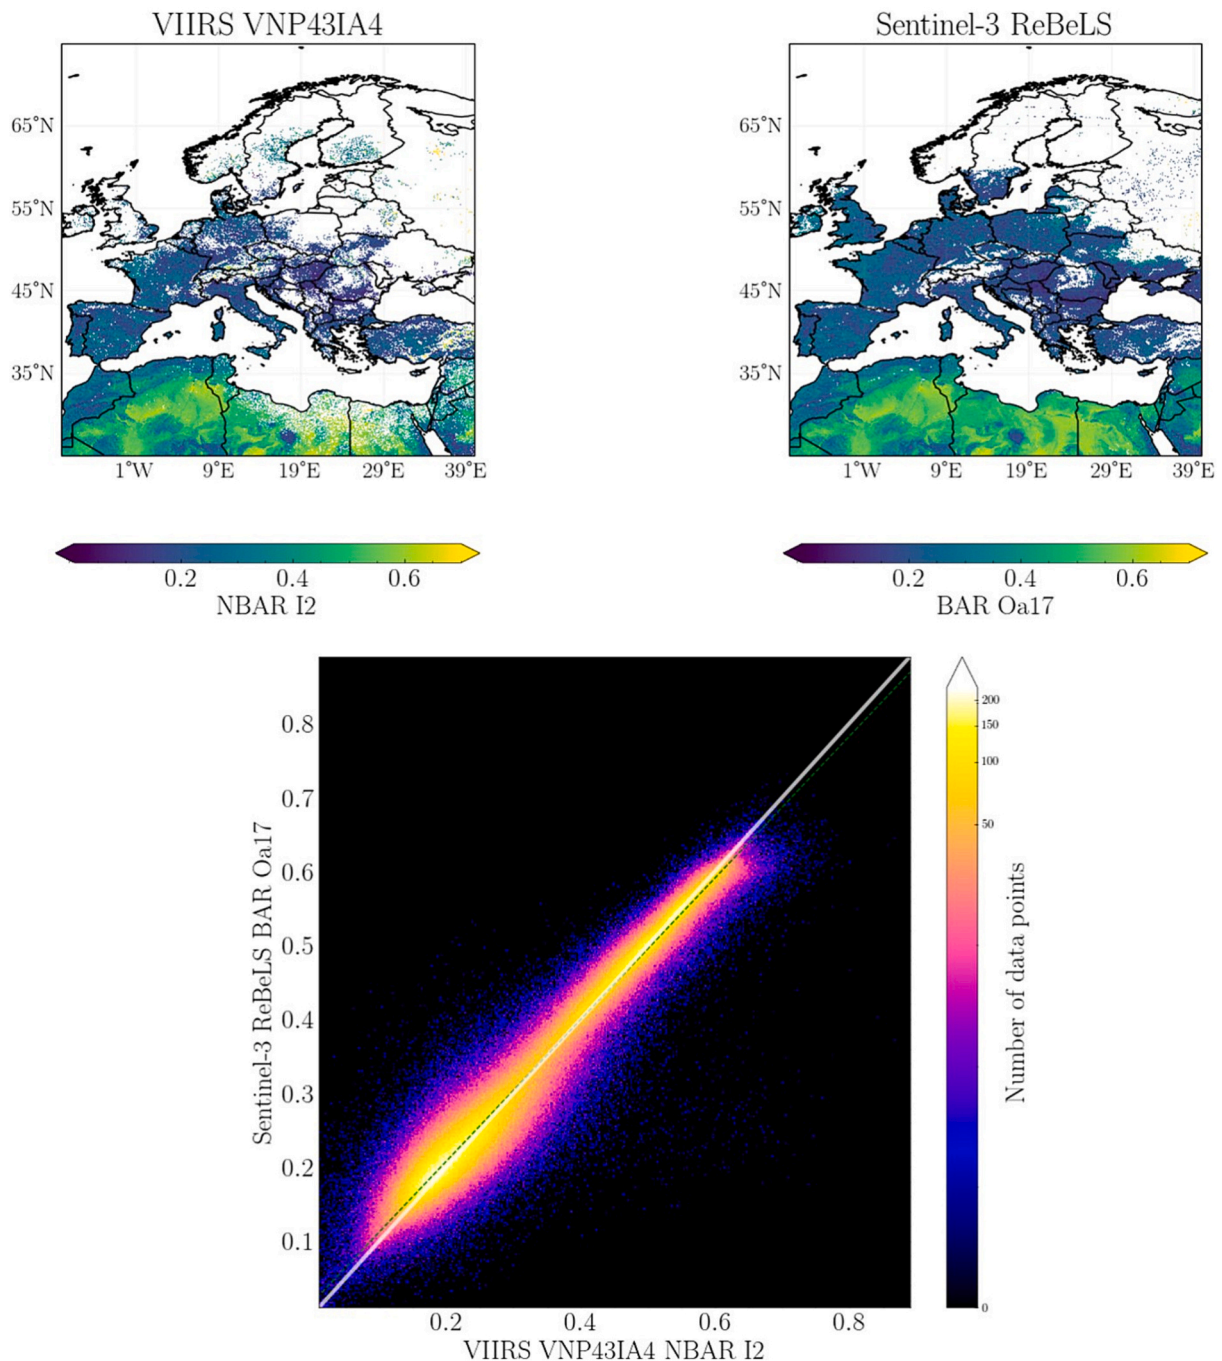 VIIRS VNP43IA4
Sentinel-3 ReBeLS
65°N
55°N
45°N
35°N
1°W 9°E 19°E 29°E 39°E
65°N
55°N
45°N
35°N
1°W 9°E 19°E 29°E 39°E
0.2 0.4 0.6
NBAR I2
0.2 0.4 0.6
BAR Oa17
Sentinel-3 ReBeLS BAR Oa17
0.8
0.7
0.6
0.5
0.4
0.3
0.2
0.1
0.2 0.4 0.6 0.8
VIIRS VNP43IA4 NBAR I2
200
150
100
50
0
Number of data points